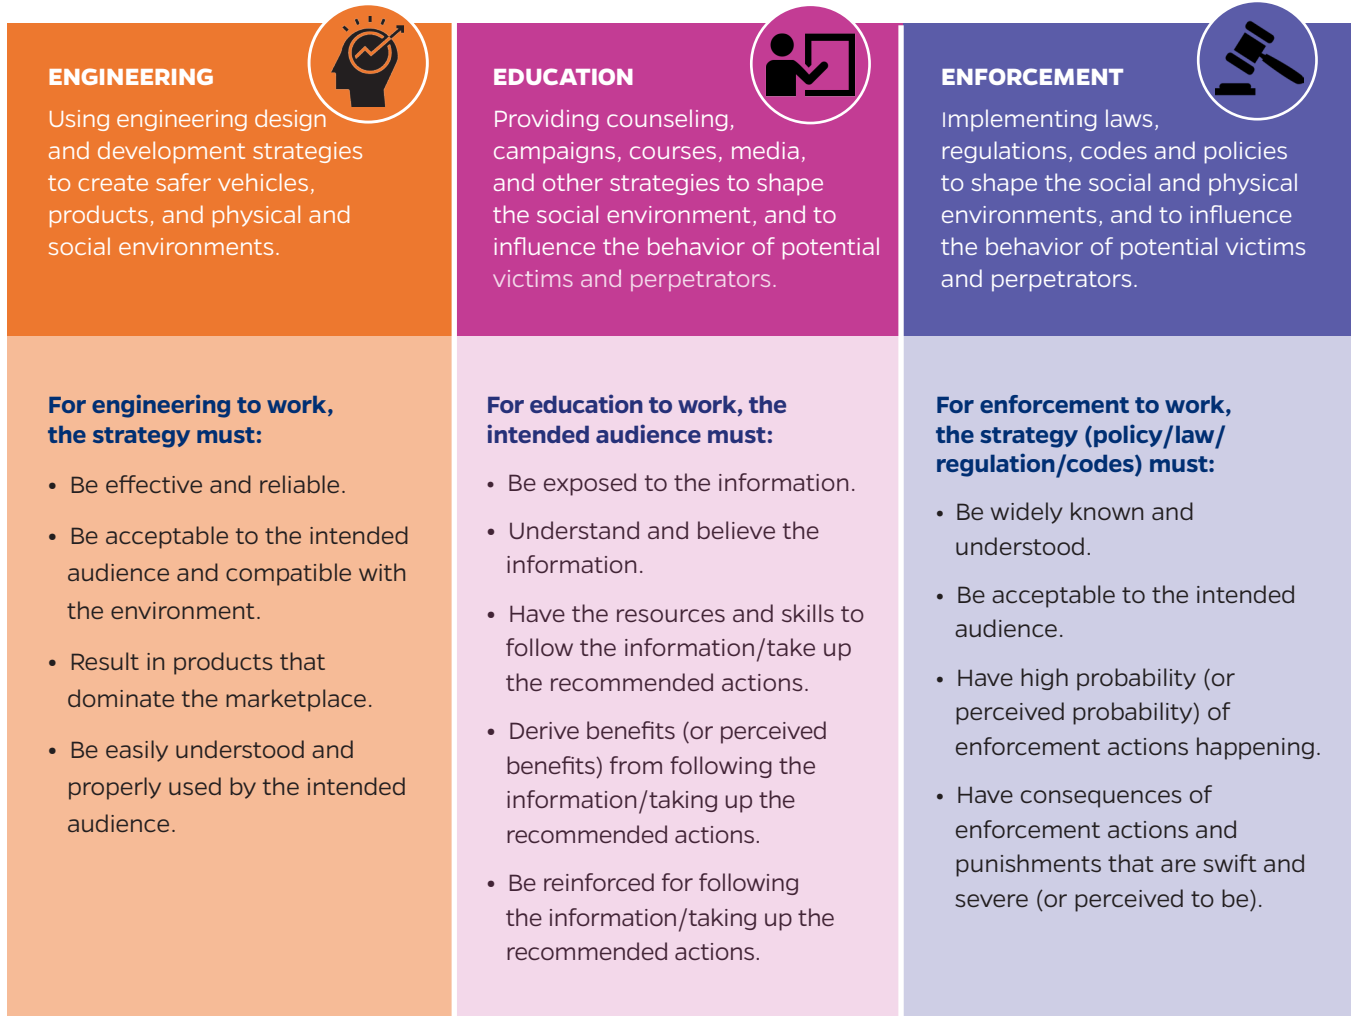 ENGINEERING
Using engineering design
and development strategies
to create safer vehicles,
products, and physical and
social environments.
For engineering to work,
the strategy must:
• Be effective and reliable.
• Be acceptable to the intended
audience and compatible with
the environment.
• Result in products that
dominate the marketplace.
• Be easily understood and
properly used by the intended
audience.
EDUCATION
Providing counseling,
campaigns, courses, media,
and other strategies to shape
the social environment, and to
influence the behavior of potential
victims and perpetrators.
For education to work, the
intended audience must:
• Be exposed to the information.
• Understand and believe the
information.
• Have the resources and skills to
follow the information/take up
the recommended actions.
• Derive benefits (or perceived
benefits) from following the
information/taking up the
recommended actions.
• Be reinforced for following
the information/taking up the
recommended actions.
ENFORCEMENT
Implementing laws,
regulations, codes and policies
to shape the social and physical
environments, and to influence
the behavior of potential victims
and perpetrators.
For enforcement to work,
the strategy (policy/law/
regulation/codes) must:
• Be widely known and
understood.
• Be acceptable to the intended
audience.
• Have high probability (or
perceived probability) of
enforcement actions happening.
• Have consequences of
enforcement actions and
punishments that are swift and
severe (or perceived to be).